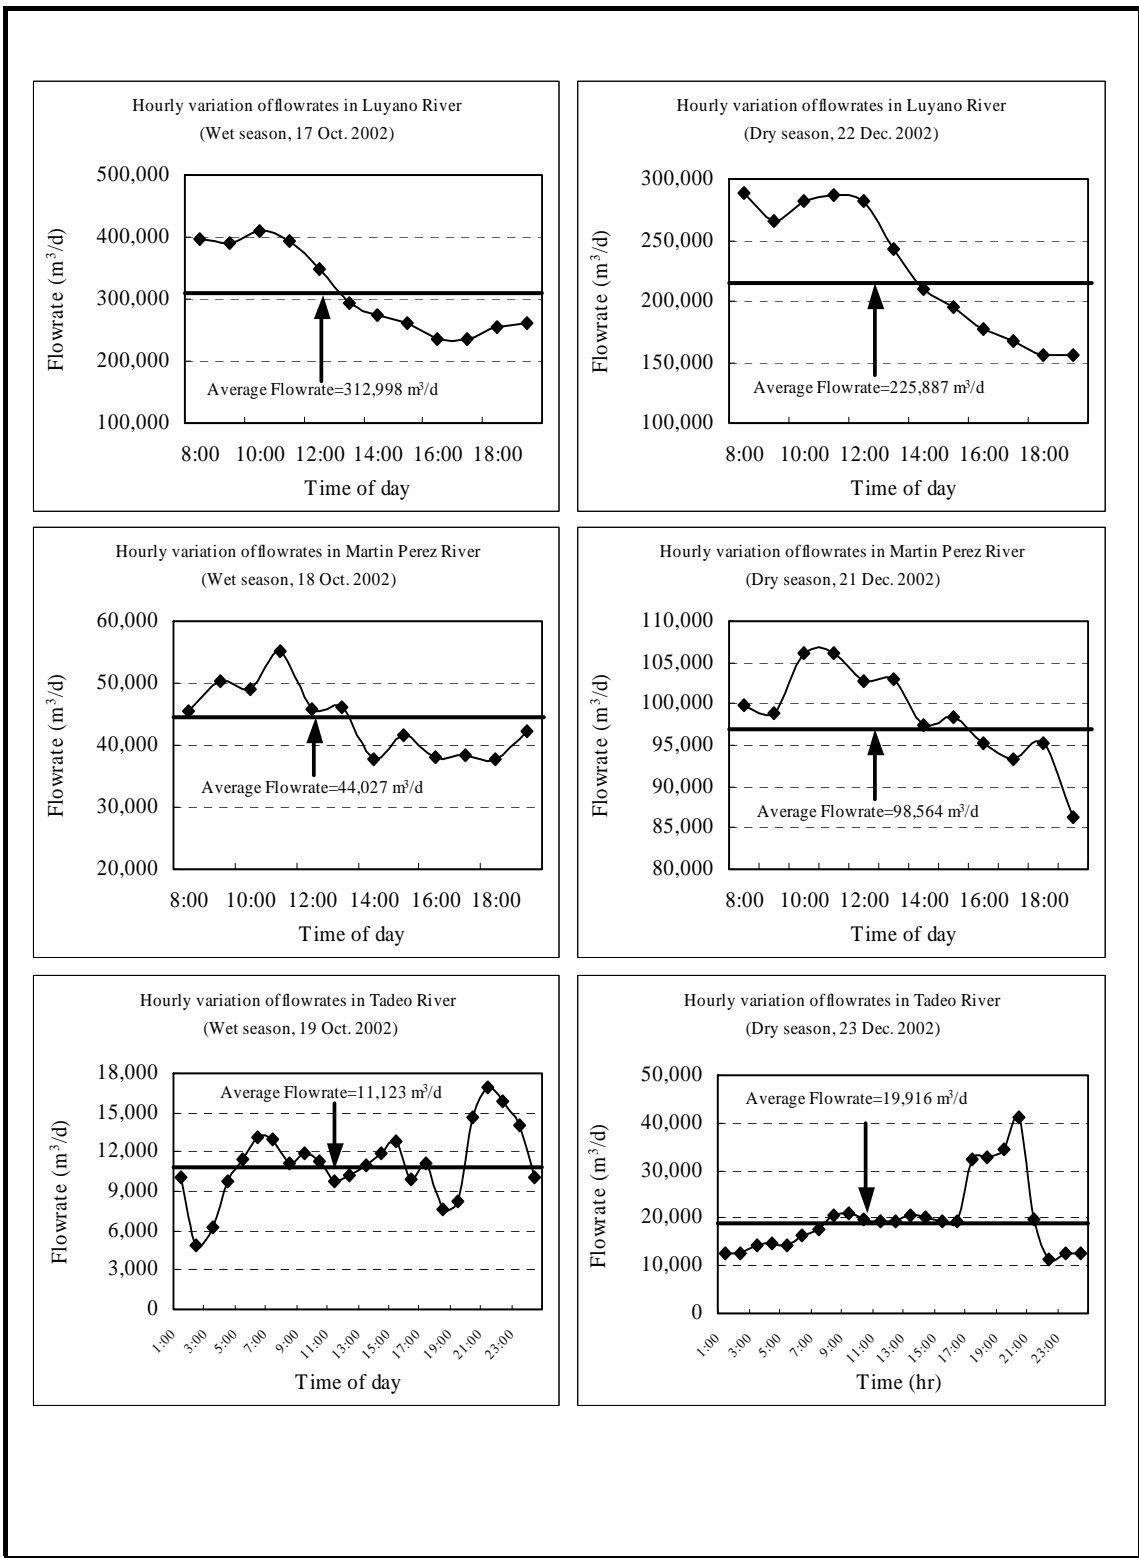 Hourly variation of flowrates in Luyano River
(Wet season, 17 Oct. 2002)
500,000
400,000
300,000
200,000
100,000
Flowrate (m³/d)
Average Flowrate=312,998 m³/d
8:00 10:00 12:00 14:00 16:00 18:00
Time of day
Hourly variation of flowrates in Luyano River
(Dry season, 22 Dec. 2002)
300,000
250,000
200,000
150,000
100,000
Flowrate (m³/d)
Average Flowrate=225,887 m³/d
8:00 10:00 12:00 14:00 16:00 18:00
Time of day
Hourly variation of flowrates in Martin Perez River
(Wet season, 18 Oct. 2002)
60,000
50,000
40,000
30,000
20,000
Flowrate (m³/d)
Average Flowrate=44,027 m³/d
8:00 10:00 12:00 14:00 16:00 18:00
Time of day
Hourly variation of flowrates in Martin Perez River
(Dry season, 21 Dec. 2002)
110,000
105,000
100,000
95,000
90,000
85,000
80,000
Flowrate (m³/d)
Average Flowrate=98,564 m³/d
8:00 10:00 12:00 14:00 16:00 18:00
Time of day
Hourly variation of flowrates in Tadeo River
(Wet season, 19 Oct. 2002)
18,000
15,000
12,000
9,000
6,000
3,000
0
Flowrate (m³/d)
Average Flowrate=11,123 m³/d
1:00 3:00 5:00 7:00 9:00 11:00 13:00 15:00 17:00 19:00 21:00 23:00
Time of day
Hourly variation of flowrates in Tadeo River
(Dry season, 23 Dec. 2002)
50,000
40,000
30,000
20,000
10,000
0
Flowrate (m³/d)
Average Flowrate=19,916 m³/d
1:00 3:00 5:00 7:00 9:00 11:00 13:00 15:00 17:00 19:00 21:00 23:00
Time (hr)